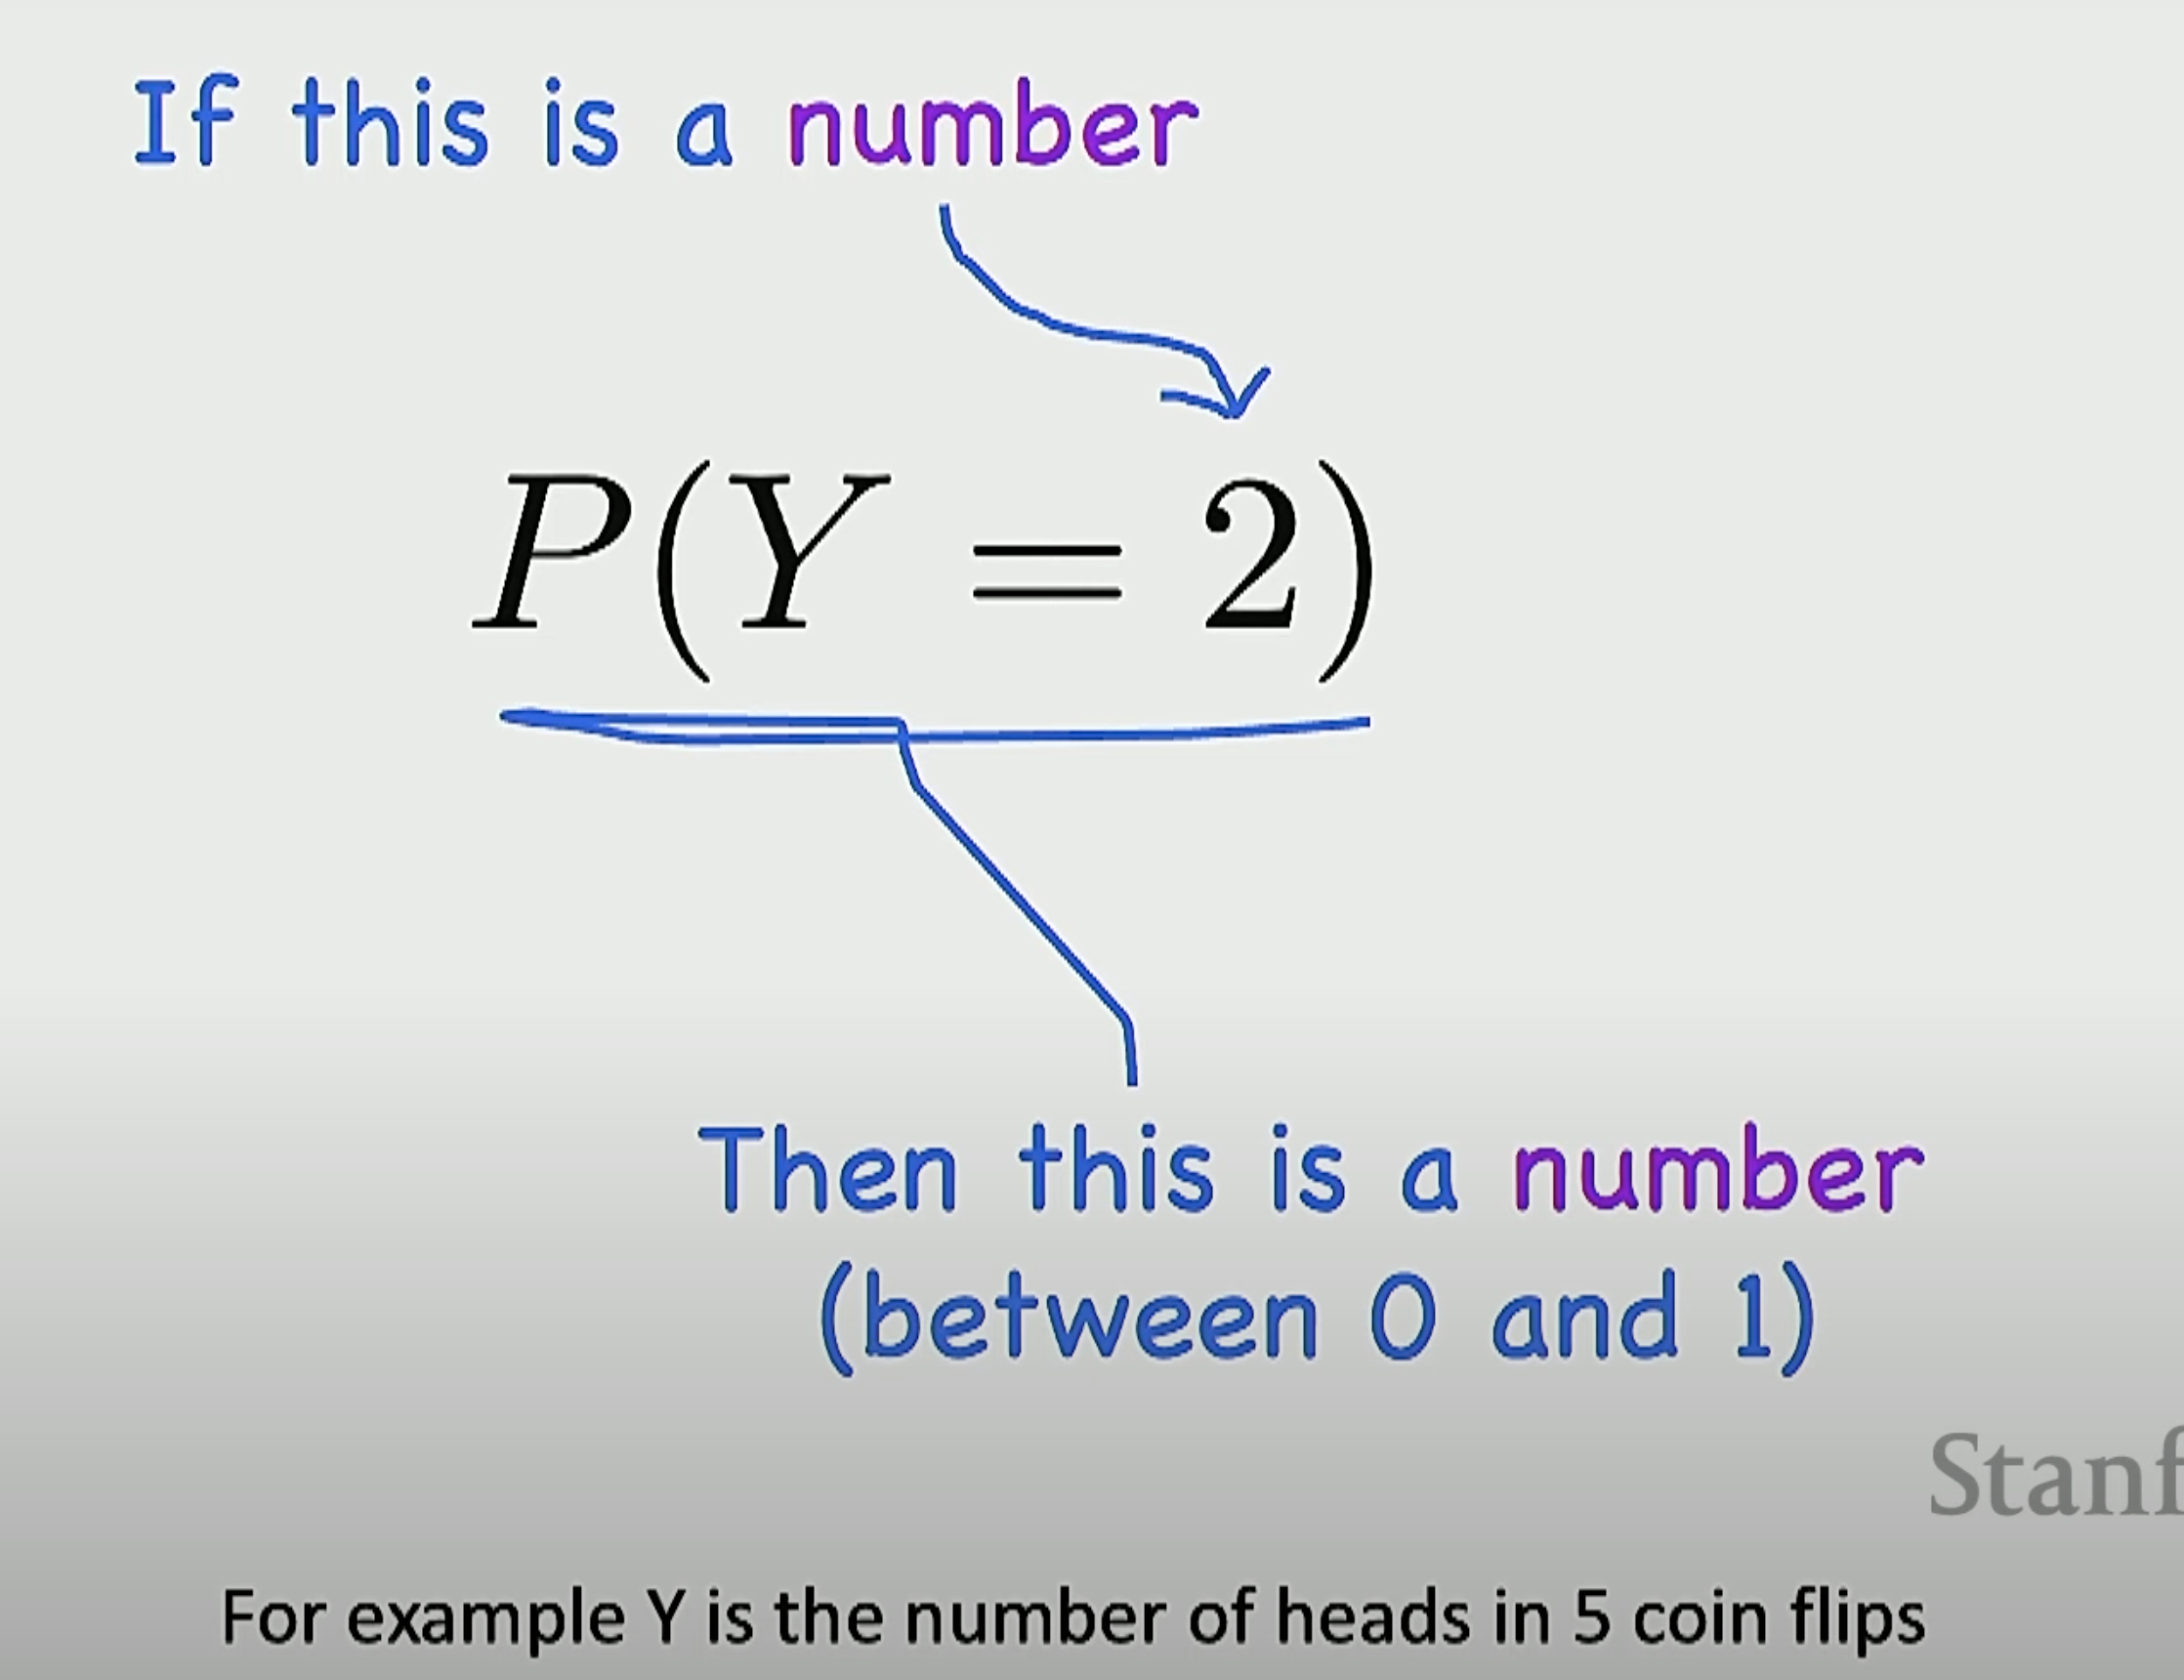 If this is a number
P(Y = 2)
Then this is a number
(between 0 and 1)
Stanf
For example Y is the number of heads in 5 coin flips